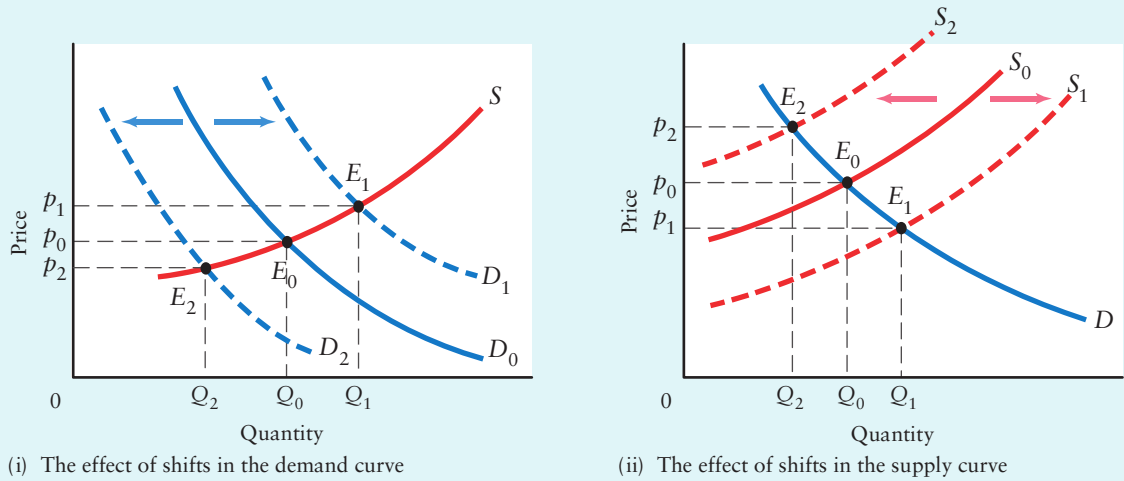 S₂
S
S₀
S₁
E₂
p₂
E₁
E₀
p₁
p₀
E₁
p₀
p₁
Price
Price
p₂
E₀
D₁
E₂
D
D₂
D₀
0
Q₂
Q₀
Q₁
0
Q₂
Q₀
Q₁
Quantity
Quantity
(i) The effect of shifts in the demand curve
(ii) The effect of shifts in the supply curve